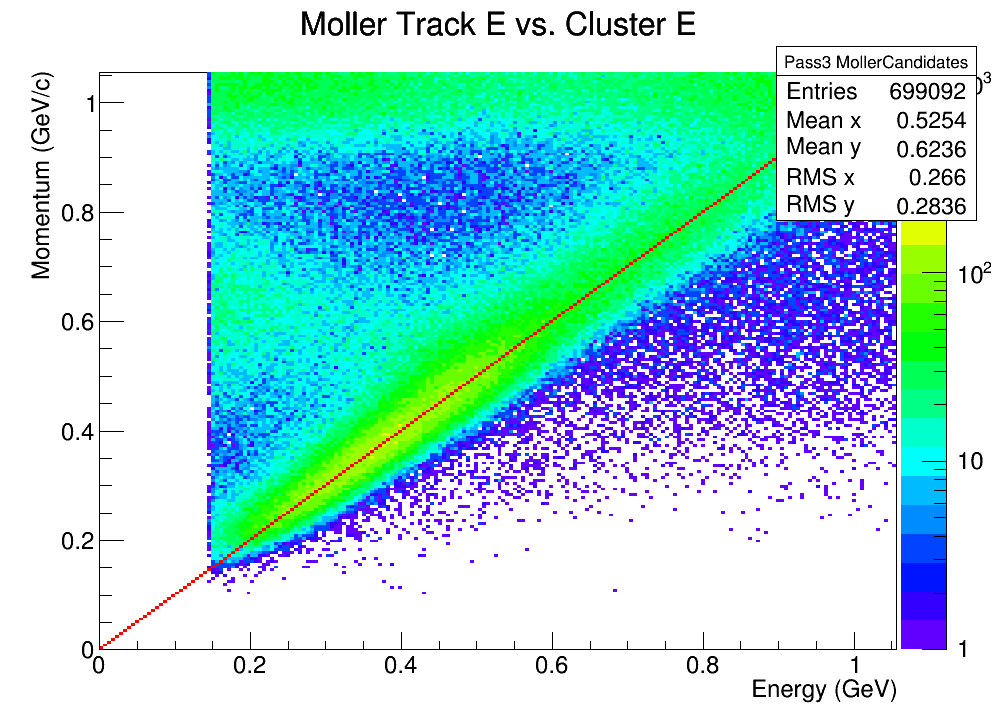 Moller Track E vs. Cluster E
Pass3 MollerCandidates
Entries 699092
Mean x 0.5254
Mean y 0.6236
RMS x 0.266
RMS y 0.2836
Momentum (GeV/c)
1
0.8
0.6
0.4
0.2
0
0
0.2
0.4
0.6
0.8
1
Energy (GeV)
10²
10
1